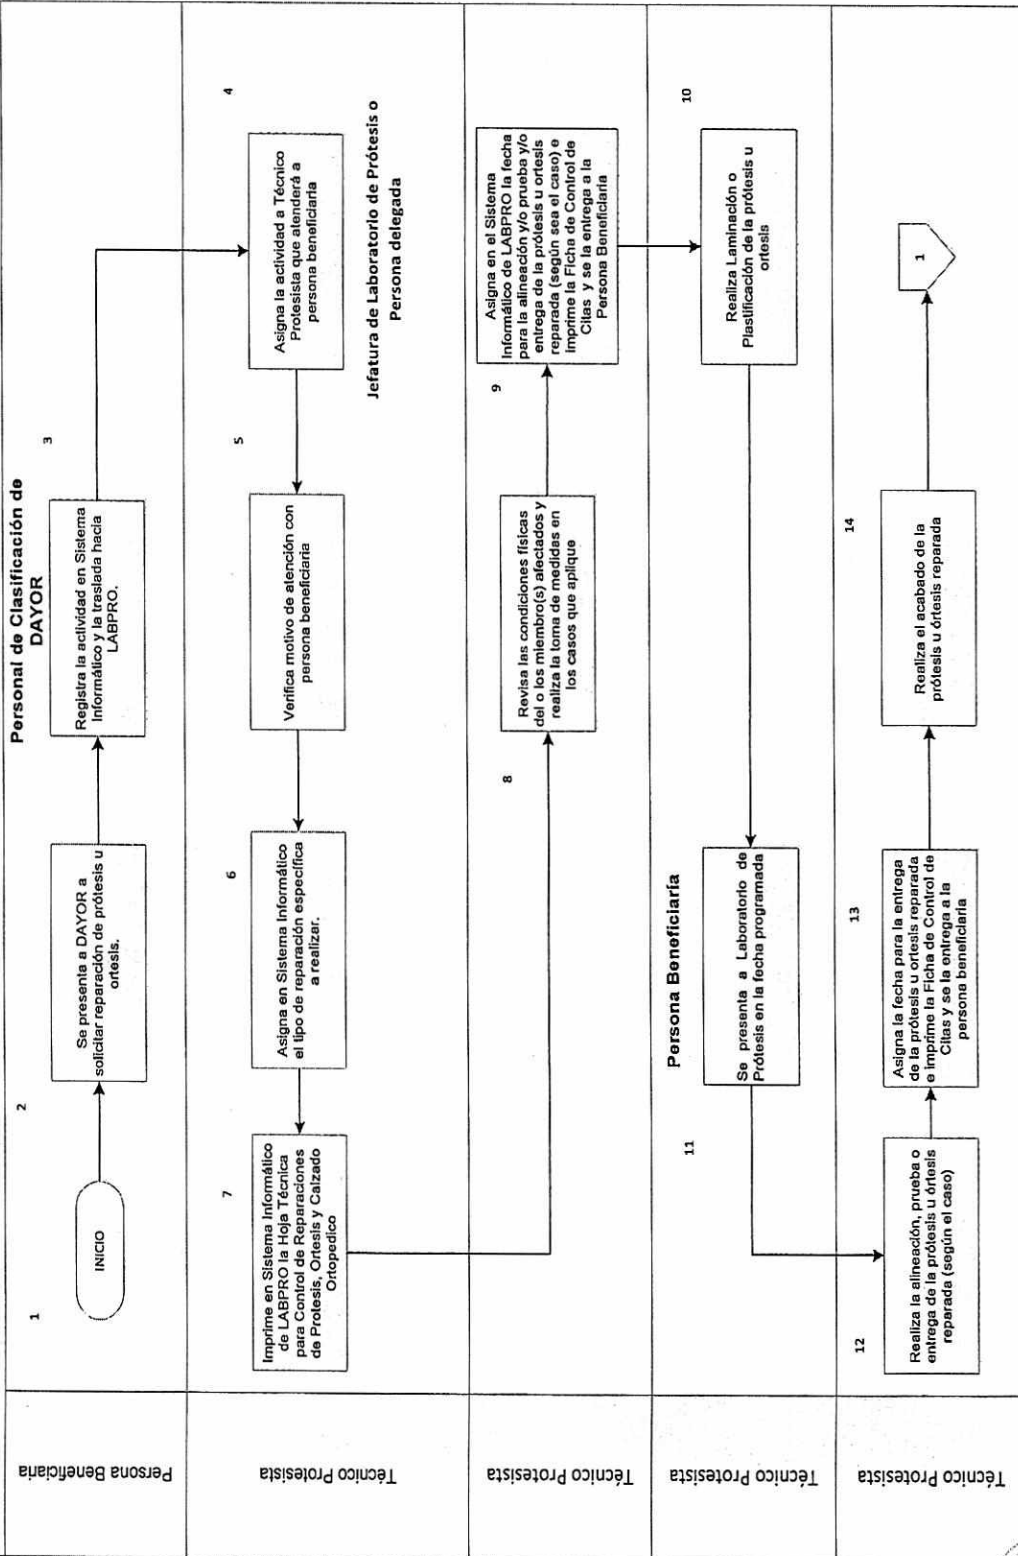 Persona Beneficiaria
1
INICIO
2
Se presenta a DAYOR a
solicitar reparación de prótesis u
ortesis.
Personal de Clasificación de
DAYOR
3
Registra la actividad en Sistema
Informático y la traslada hacia
LABPRO.
Técnico Protesista
4
Asigna la actividad a Técnico
Protesista que atenderá a
persona beneficiaria
Jefatura de Laboratorio de Prótesis o
Persona delegada
5
Verifica motivo de atención con
persona beneficiaria
6
Asigna en Sistema Informático
el tipo de reparación específica
a realizar.
7
Imprime en Sistema Informático
de LABPRO la Hoja Técnica
para Control de Reparaciones
de Protesis, Ortesis y Calzado
Ortopedico
Técnico Protesista
8
Revisa las condiciones físicas
del o los miembro(s) afectados y
realiza la toma de medidas en
los casos que aplique
9
Asigna en el Sistema
Informático de LABPRO la fecha
para la alineación y/o prueba y/o
entrega de la prótesis u ortesis
reparada (según sea el caso) e
imprime la Ficha de Control de
Citas y se la entrega a la
Persona Beneficiaria
Técnico Protesista
10
Realiza Laminación o
Plastificación de la prótesis u
ortesis
Persona Beneficiaría
11
Se presenta a Laboratorio de
Prótesis en la fecha programada
Técnico Protesista
12
Realiza la alineación, prueba o
entrega de la prótesis u órtesis
reparada (según el caso)
13
Asigna la fecha para la entrega
de la prótesis u ortesis reparada
e imprime la Ficha de Control de
Citas y se la entrega a la
persona beneficiaria
14
Realiza el acabado de la
prótesis u órtesis reparada
1